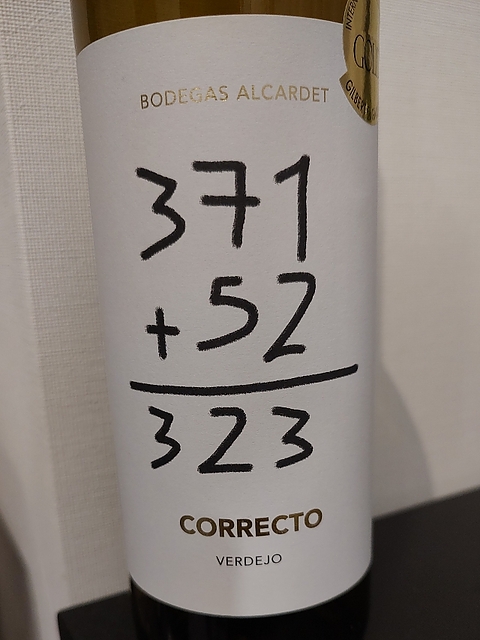 BODEGAS ALCARDET
371
+ 52
323
CORRECTO
VERDEJO